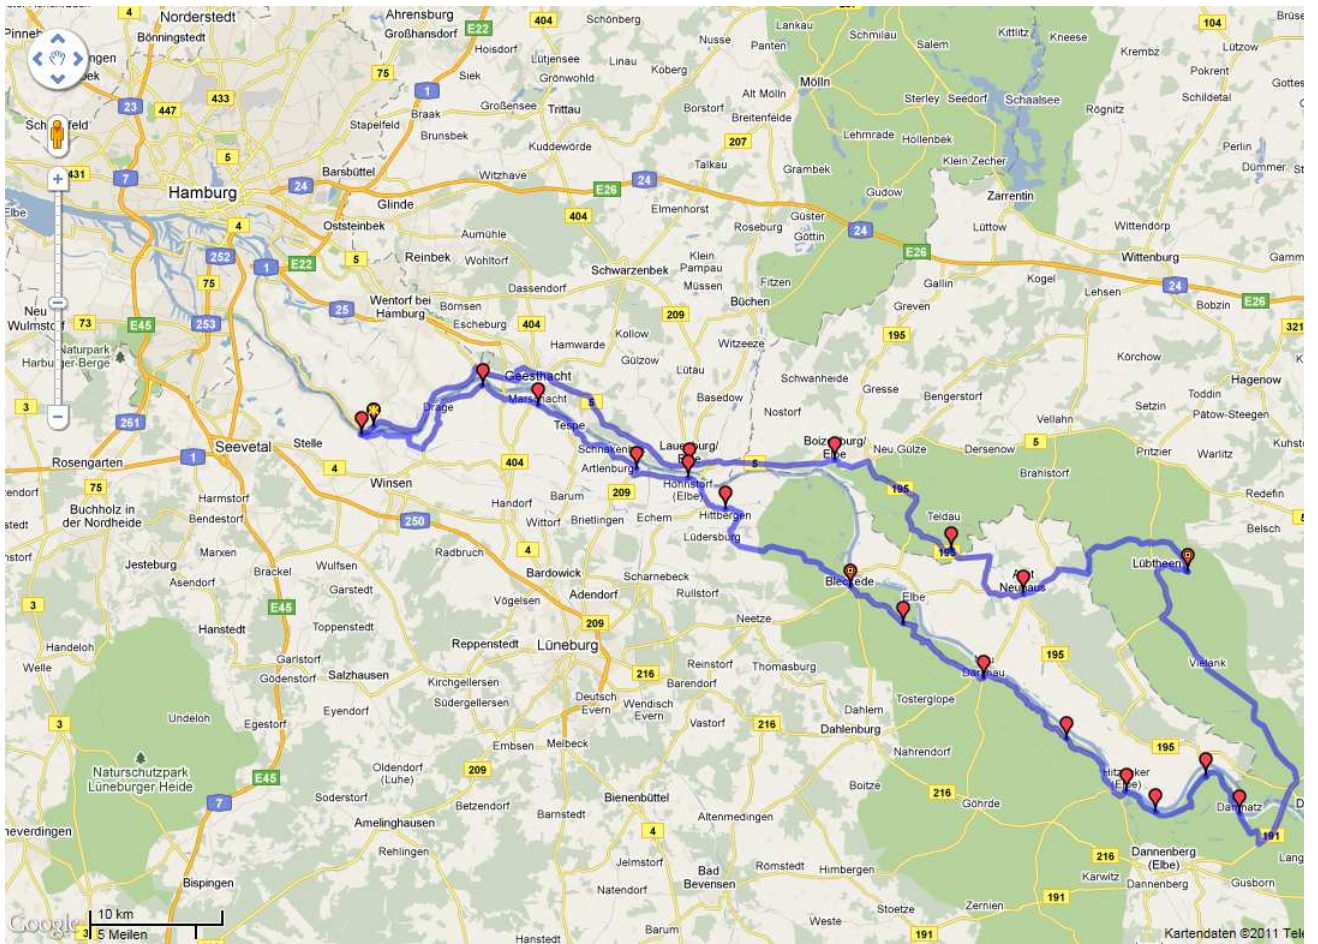 Norderstedt
Ahrensburg
Großhansdorf
Schönberg
Nusse
Lankau
Panten
Schmilau
Salem
Kittlitz
Kneese
Krembz
Lützow
Bönningstedt
Hoisdorf
Lütjensee
Linau
Koberg
Grönwohld
Siek
Mölln
Pokrent
Alt Mölln
Sterley
Seedorf
Schaalsee
Schildetal
Großensee
Trittau
Borstorf
Breitenfelde
Rögnitz
Braak
Stapelfeld
Brunsbek
Lehmrade
Hollenbek
Perlin
Kuddewörde
Talkau
Klein Zecher
Dümmer
Barsbüttel
Witzhave
Grambek
Gudow
Zarrentin
Hamburg
Glinde
Elmenhorst
Güster
Göttin
Wittendörp
Oststeinbek
Aumühle
Roseburg
Lüttow
Wittenburg
Reinbek
Wohltorf
Schwarzenbek
Klein
Pampau
Müssen
Fitzen
Kogel
Dassendorf
Gallin
Lehsen
Wentorf bei
Hamburg
Börnsen
Büchen
Greven
Bobzin
Neu
Wulmstorf
Escheburg
Kollow
Hamwarde
Gülzow
Witzeeze
Naturpark
Harburger-Berge
Geesthacht
Lütau
Körchow
Hagenow
Schwanheide
Gresse
Toddin
Drage
Marschacht
Basedow
Bengerstorf
Setzin
Pätow-Steegen
Nostorf
Vellahn
Tespe
Seevetal
Stelle
Lauenburg/
Elbe
Boizenburg/
Elbe
Neu Gülze
Dersenow
Pritzier
Warlitz
Rosengarten
Artlenburg
Brahlstorf
Winsen
Hohnstorf
(Elbe)
Redefin
Harmstorf
Handorf
Barum
Buchholz in
der Nordheide
Bendestorf
Wittorf
Brietlingen
Echem
Hittbergen
Teldau
Belsch
Lüdersburg
Marxen
Radbruch
Jesteburg
Brackel
Wulfsen
Bardowick
Scharnebeck
Bleckede
Amt
Neuhaus
Lübtheen
Asendorf
Garstedt
Adendorf
Rullstorf
Vögelsen
Elbe
Hanstedt
Toppenstedt
Neetze
Handeloh
Reppenstedt
Lüneburg
Welle
Garlstorf
Gödenstorf
Salzhausen
Reinstorf
Thomasburg
Vielank
Kirchgellersen
Barendorf
Südergellersen
Deutsch
Evern
Wendisch
Evern
Tosterglope
Undeloh
Egestorf
Eyendorf
Vastorf
Dahlem
Dahlenburg
Embsen
Melbeck
Nahrendorf
Naturschutzpark
Lüneburger Heide
Oldendorf
(Luhe)
Hitzacker
(Elbe)
Boitze
Bienenbüttel
Göhrde
Damnatz
Soderstorf
Betzendorf
Barnstedt
Altenmedingen
Amelinghausen
Rehlingen
Dannenberg
(Elbe)
Jelmstorf
Bad
Bevensen
Römstedt
Himbergen
Karwitz
Dannenberg
Gusborn
Bispingen
Natendorf
Zernien
Stoetze
Weste
Barum
Hanstedt
10 km
5 Meilen
Google
Kartendaten ©2011 Tele